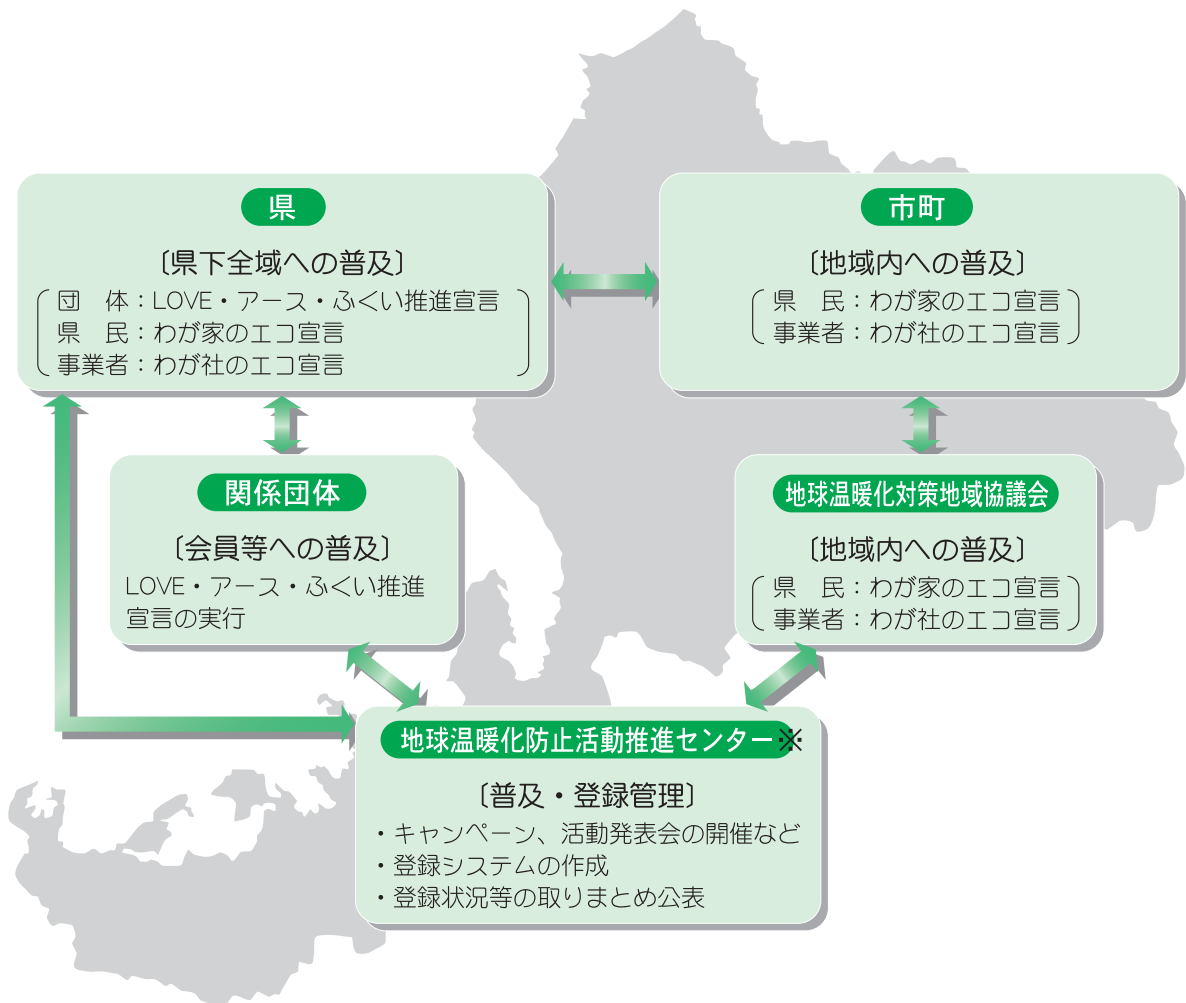 県
〔県下全域への普及〕
団　体：LOVE・アース・ふくい推進宣言
県　民：わが家のエコ宣言
事業者：わが社のエコ宣言
市町
〔地域内への普及〕
県　民：わが家のエコ宣言
事業者：わが社のエコ宣言
関係団体
〔会員等への普及〕
LOVE・アース・ふくい推進
宣言の実行
地球温暖化対策地域協議会
〔地域内への普及〕
県　民：わが家のエコ宣言
事業者：わが社のエコ宣言
地球温暖化防止活動推進センター※
〔普及・登録管理〕
・キャンペーン、活動発表会の開催など
・登録システムの作成
・登録状況等の取りまとめ公表